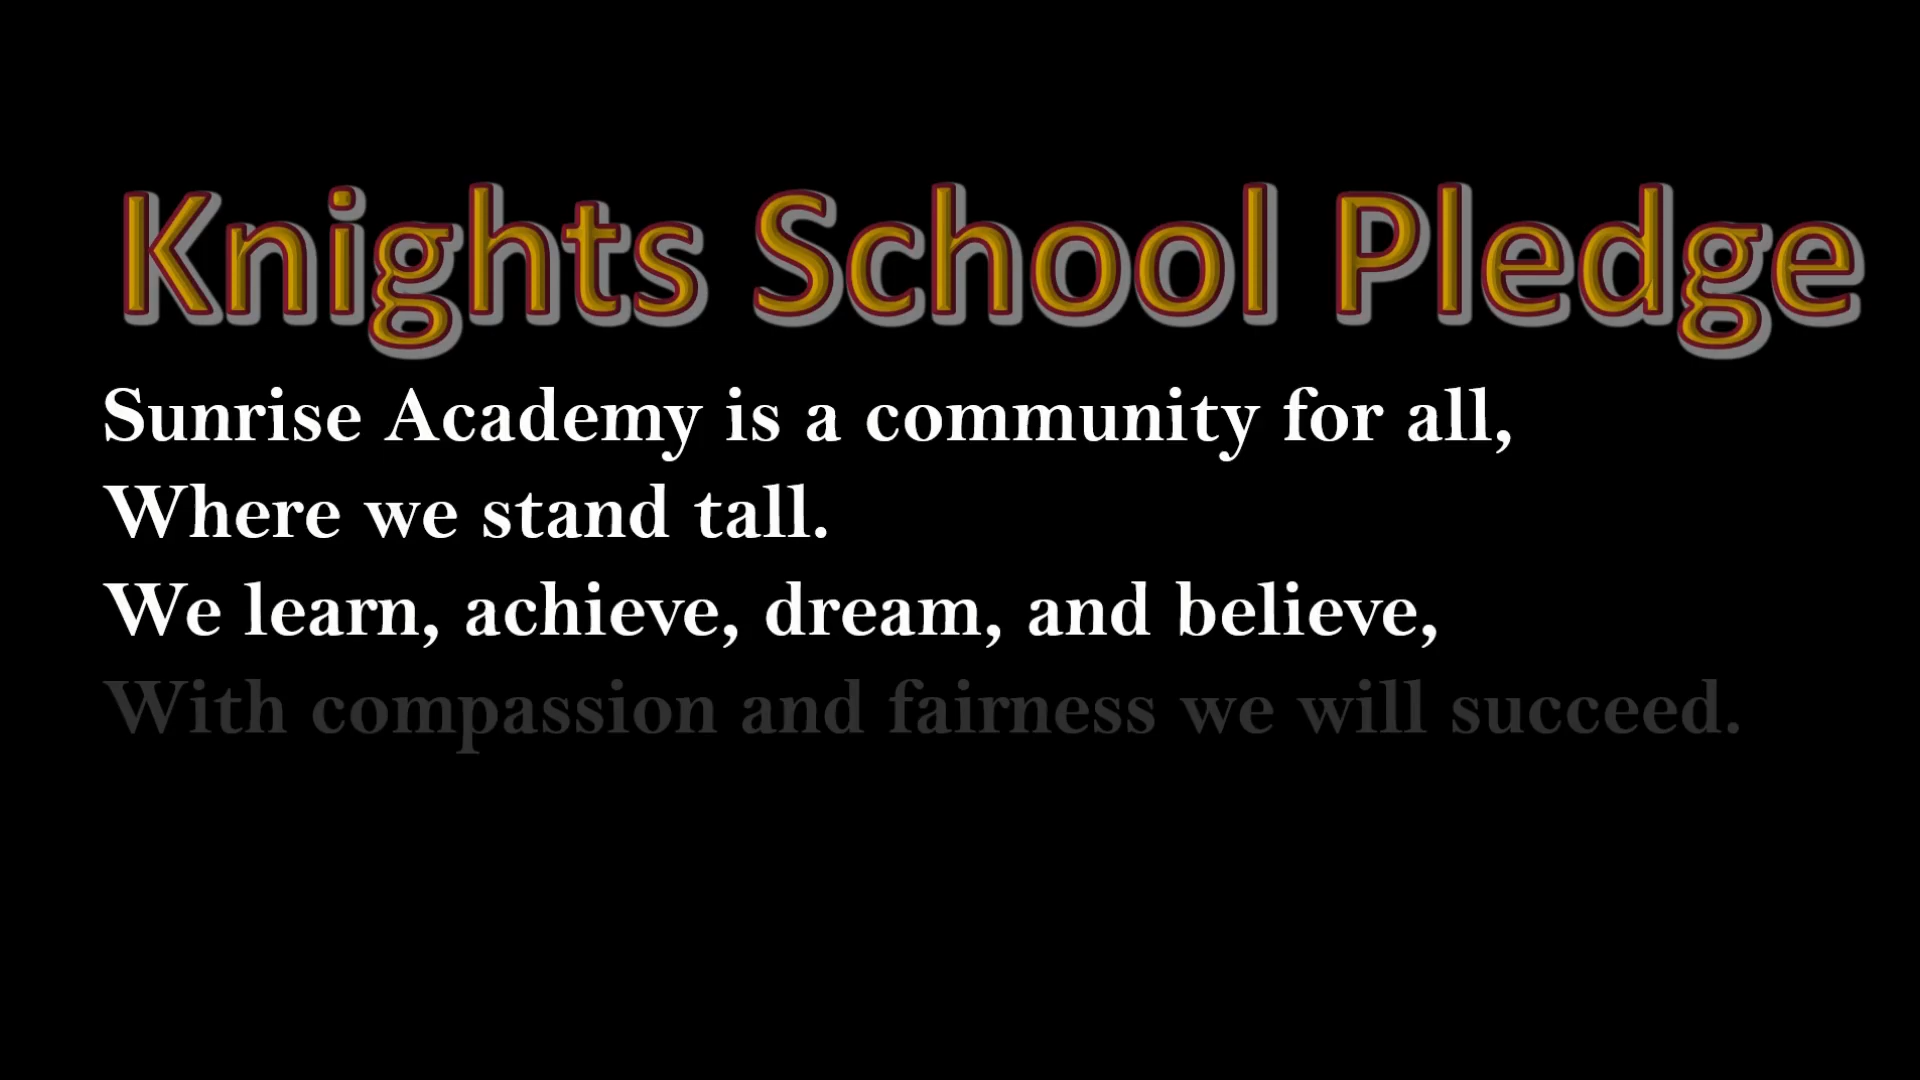 Knights School Pledge
Sunrise Academy is a community for all,
Where we stand tall.
We learn, achieve, dream, and believe,
With compassion and fairness we will succeed.